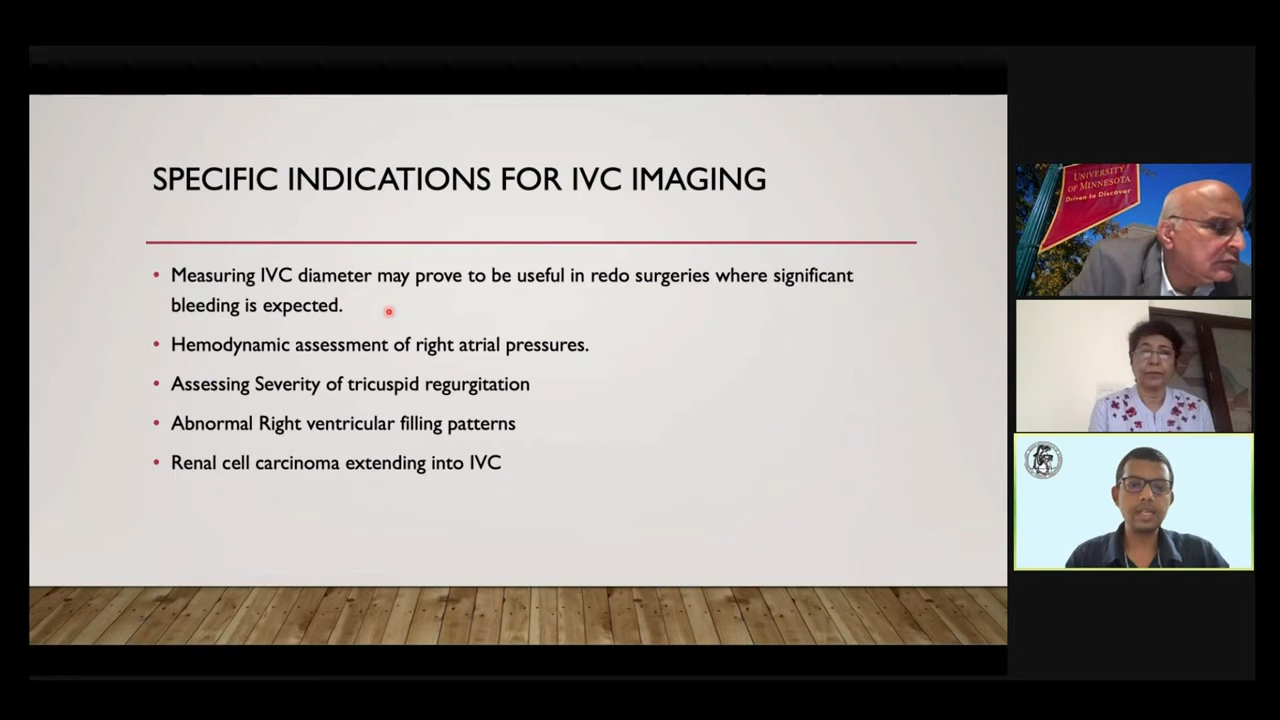 SPECIFIC INDICATIONS FOR IVC IMAGING
• Measuring IVC diameter may prove to be useful in redo surgeries where significant
bleeding is expected.
• Hemodynamic assessment of right atrial pressures.
• Assessing Severity of tricuspid regurgitation
• Abnormal Right ventricular filling patterns
• Renal cell carcinoma extending into IVC
UNIVERSITY
OF MINNESOTA
Driven to Discover